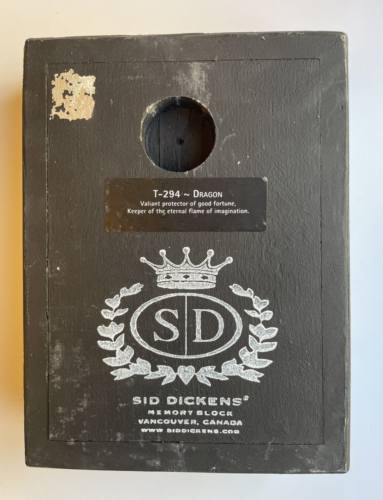 T-294 ~ DRAGON
Valiant protector of good fortune.
Keeper of the eternal flame of imagination.
SD
SID DICKENS®
MEMORY BLOCK
VANCOUVER, CANADA
WWW.SIDDICKENS.COM